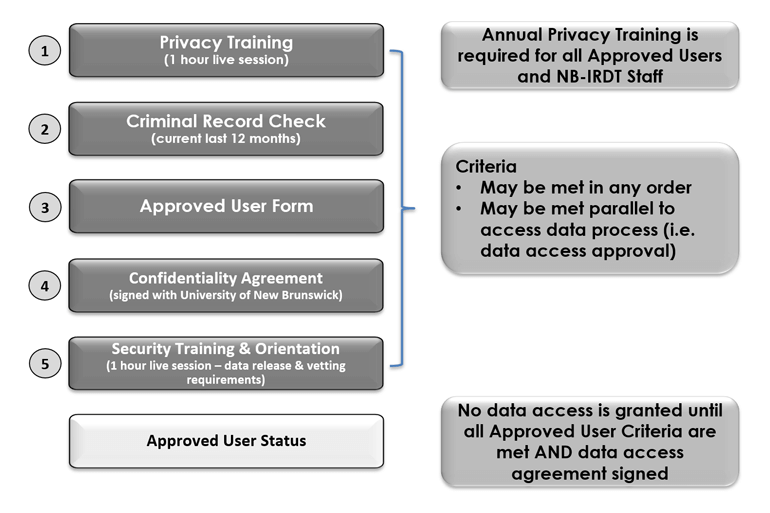 1
Privacy Training
(1 hour live session)
2
Criminal Record Check
(current last 12 months)
3
Approved User Form
4
Confidentiality Agreement
(signed with University of New Brunswick)
5
Security Training & Orientation
(1 hour live session – data release & vetting
requirements)
Approved User Status
Annual Privacy Training is
required for all Approved Users
and NB-IRDT Staff
Criteria
• May be met in any order
• May be met parallel to
access data process (i.e.
data access approval)
No data access is granted until
all Approved User Criteria are
met AND data access
agreement signed